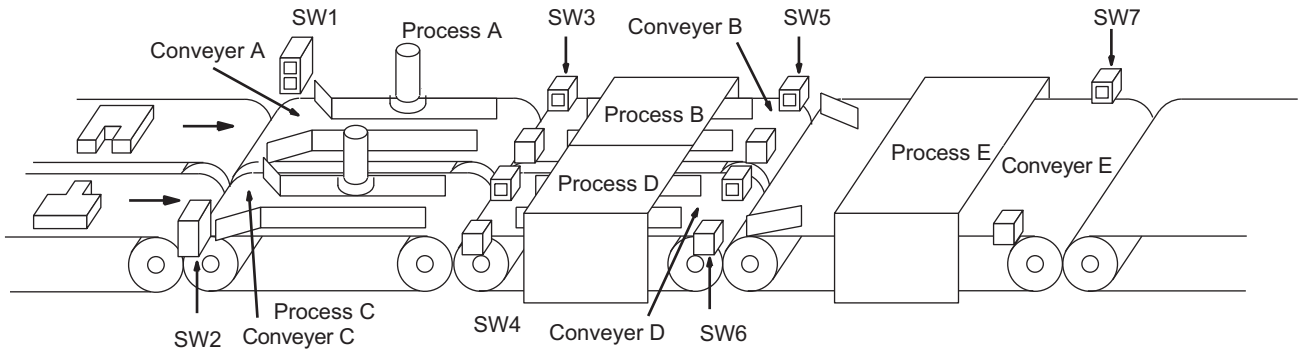 SW1
Process A
SW3
Conveyer B
SW5
SW7
Conveyer A
Process B
Process E
Conveyer E
Process D
Process C
SW4
SW2
Conveyer C
Conveyer D
SW6